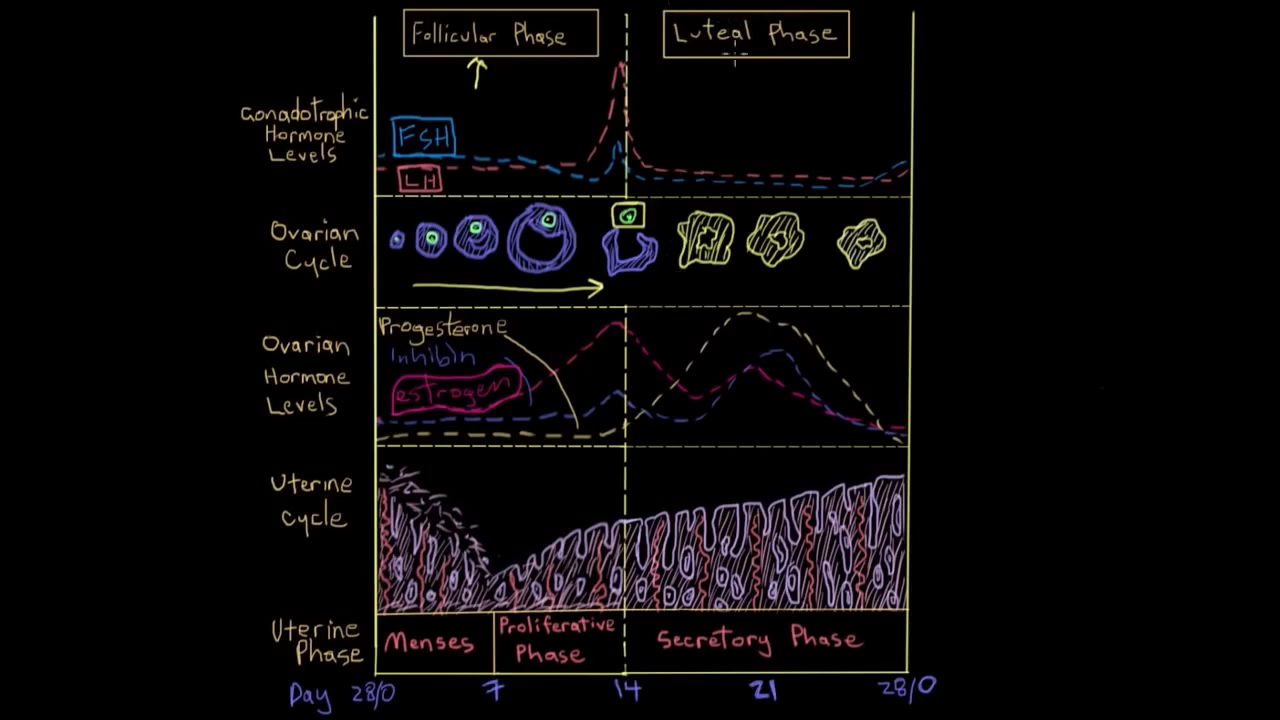 Follicular Phase
Luteal Phase
Gonadotrophic
Hormone
Levels
FSH
LH
Ovarian
Cycle
Ovarian
Hormone
Levels
Progesterone
inhibin
estrogen
Uterine
Cycle
Uterine
Phase
Menses
Proliferative
Phase
Secretory Phase
Day 28/0 7 14 21 28/0